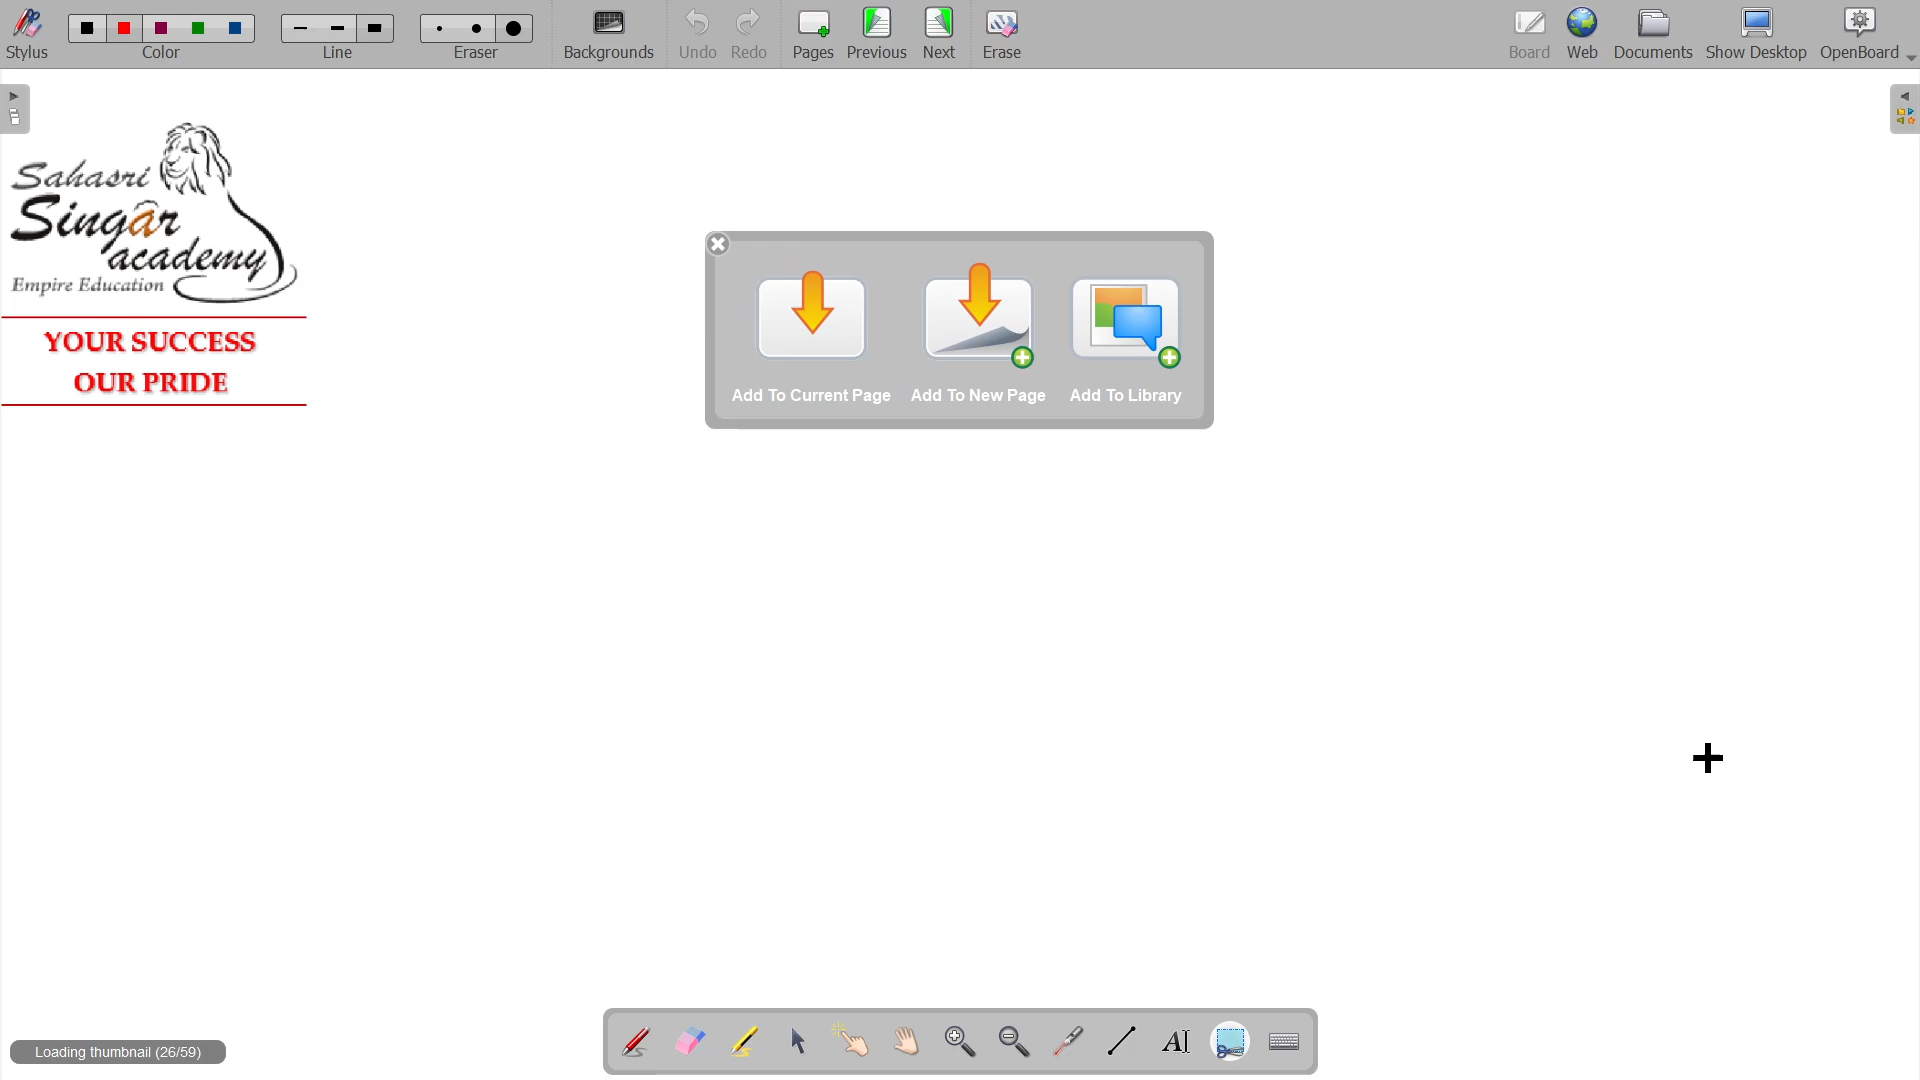 Stylus
Color
Line
Eraser
Backgrounds
Undo
Redo
Pages
Previous
Next
Erase
Board
Web
Documents
Show Desktop
OpenBoard
Sahasri
Singār
academy
Empire Education
YOUR SUCCESS
OUR PRIDE
Add To Current Page
Add To New Page
Add To Library
AI
Loading thumbnail (26/59)